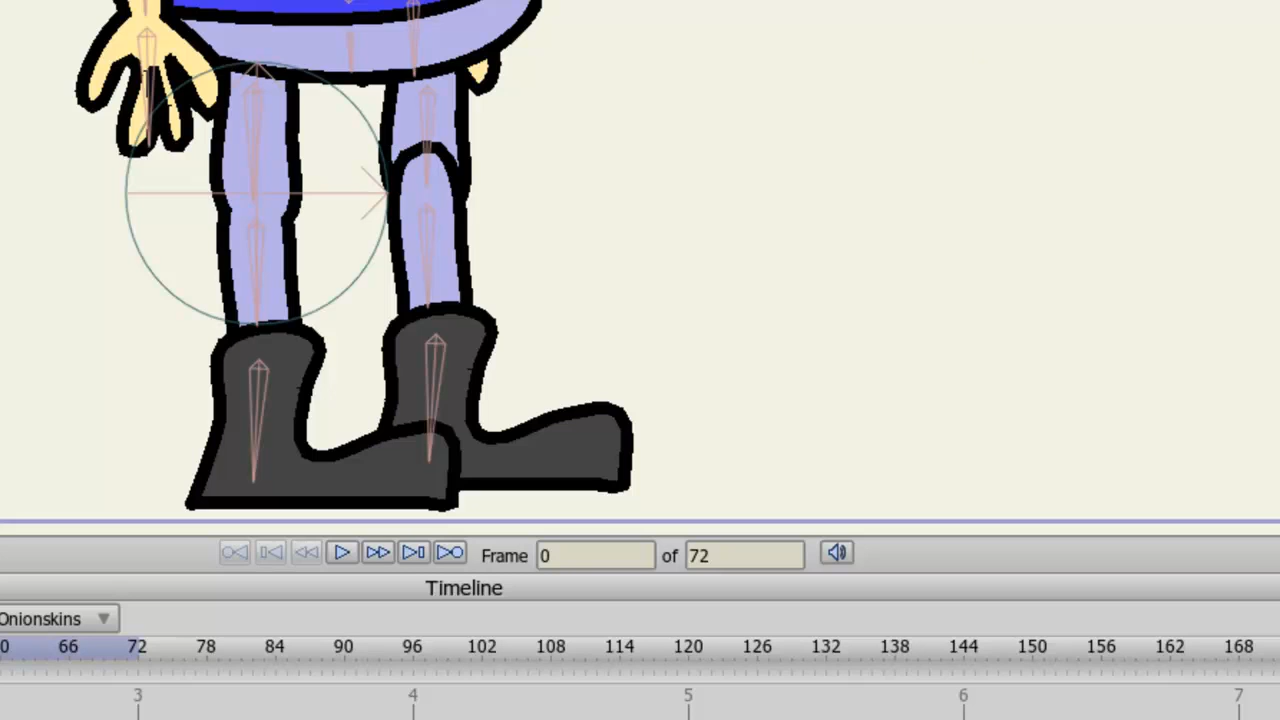 Frame 0 of 72
Timeline
Onionskins
0 66 72 78 84 90 96 102 108 114 120 126 132 138 144 150 156 162 168
3 4 5 6 7